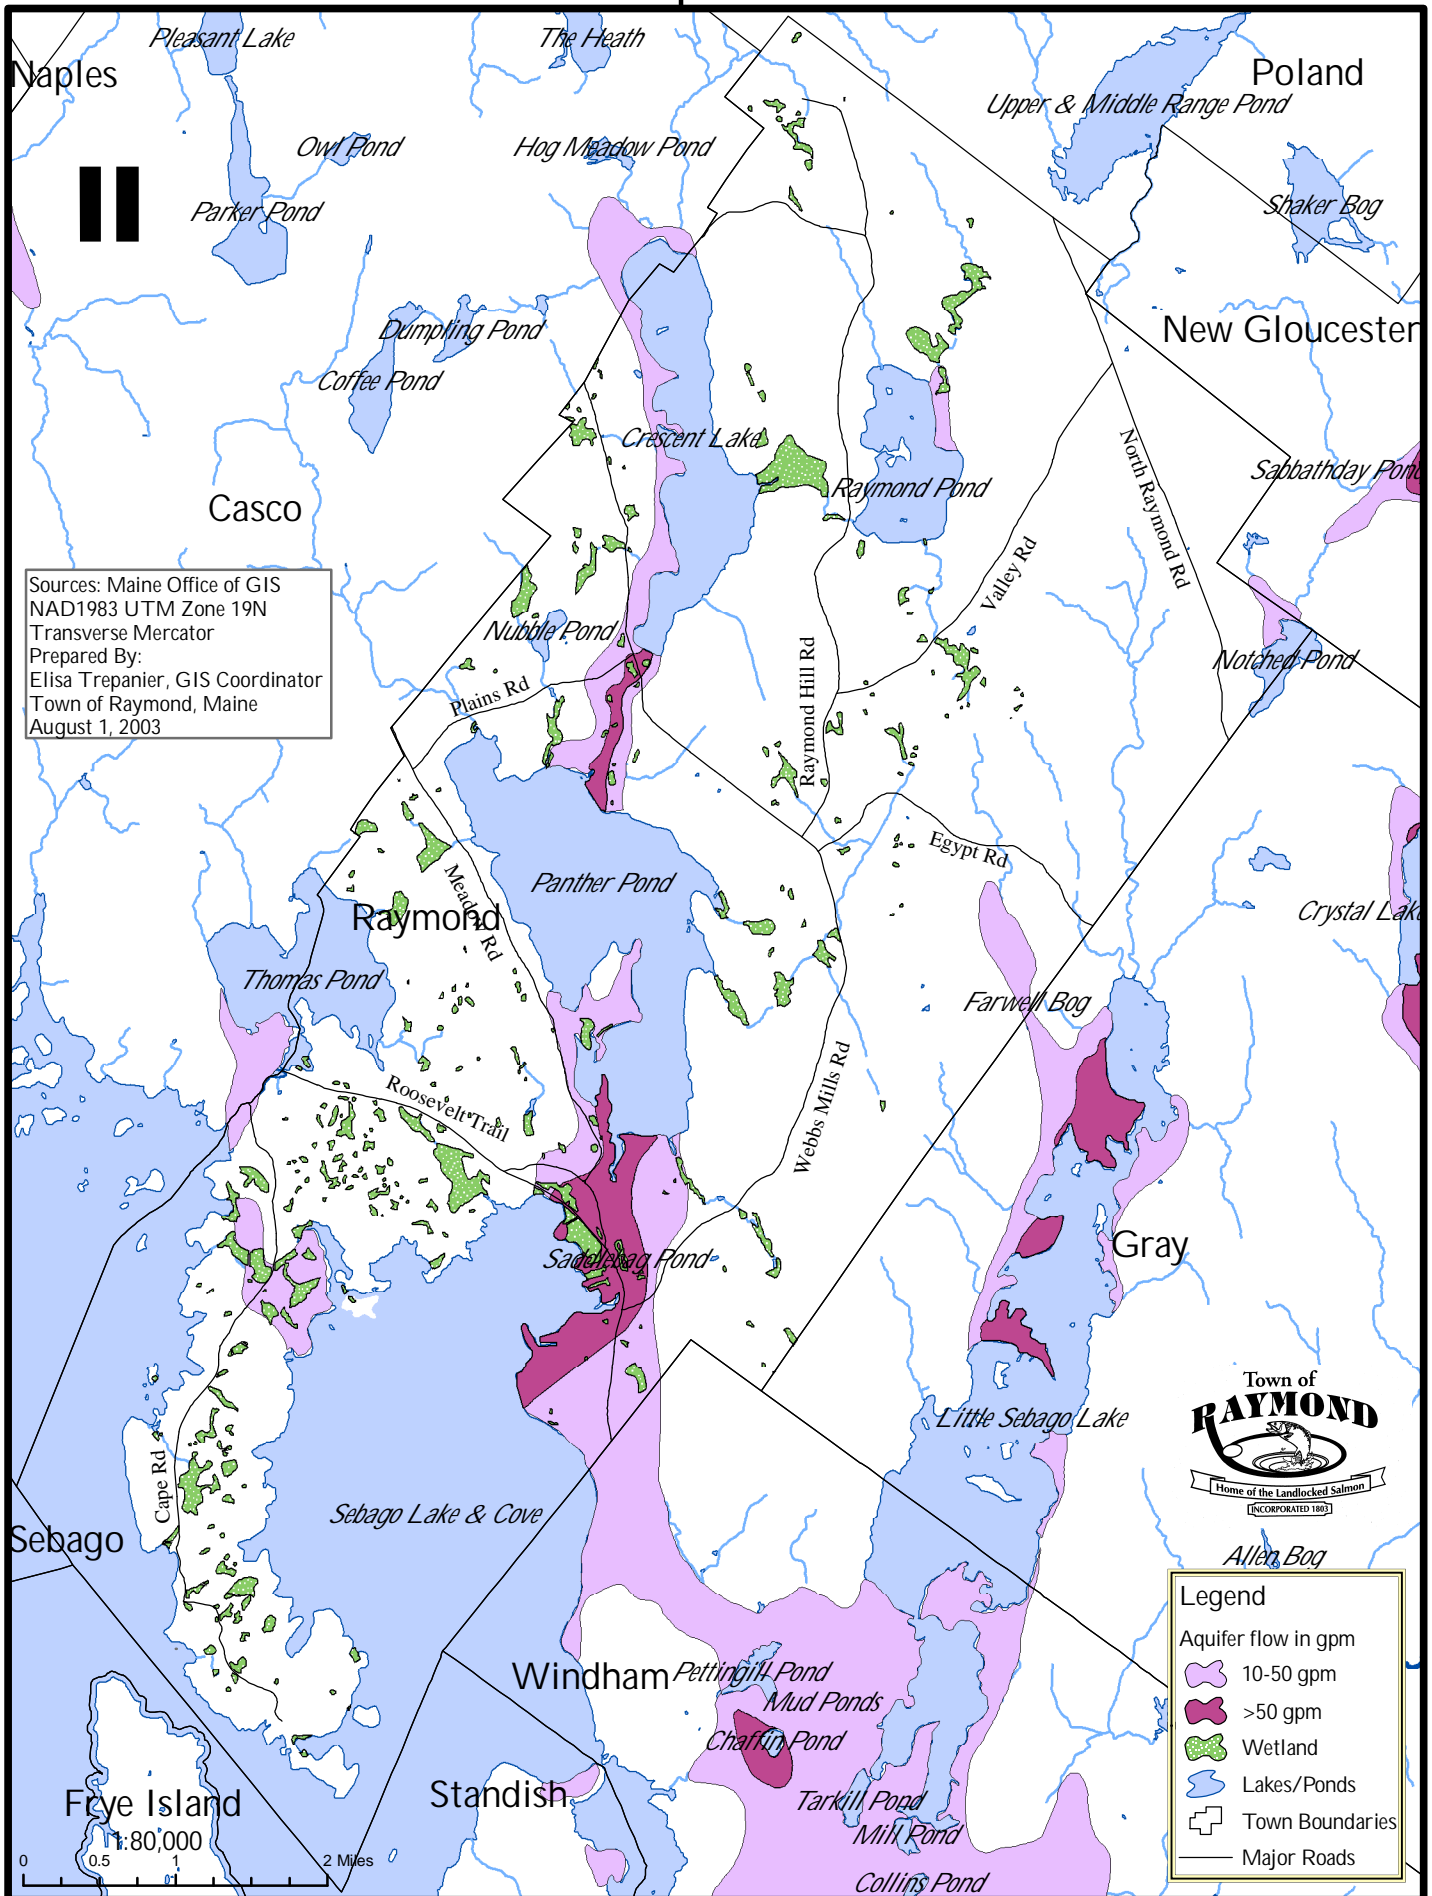 Pleasant Lake
The Heath
Naples
Poland
Upper & Middle Range Pond
Owl Pond
Hog Meadow Pond
II
Parker Pond
Shaker Bog
Dumpling Pond
New Gloucester
Coffee Pond
Crescent Lake
North Raymond Rd
Sabbathday Pond
Raymond Pond
Casco
Sources: Maine Office of GIS
NAD1983 UTM Zone 19N
Transverse Mercator
Prepared By:
Elisa Trepanier, GIS Coordinator
Town of Raymond, Maine
August 1, 2003
Valley Rd
Nubble Pond
Notched Pond
Plains Rd
Raymond Hill Rd
Egypt Rd
Panther Pond
Meadow Rd
Raymond
Crystal Lake
Thomas Pond
Farwell Bog
Roosevelt Trail
Webbs Mills Rd
Saddlebag Pond
Gray
Town of
RAYMOND
Home of the Landlocked Salmon
INCORPORATED 1803
Little Sebago Lake
Cape Rd
Sebago Lake & Cove
Sebago
Allen Bog
Windham
Pettingill Pond
Mud Ponds
Chaffin Pond
Standish
Frye Island
Tarkill Pond
Mill Pond
Collins Pond
1:80,000
0 0.5 1 2 Miles
Legend
Aquifer flow in gpm
10-50 gpm
>50 gpm
Wetland
Lakes/Ponds
Town Boundaries
Major Roads